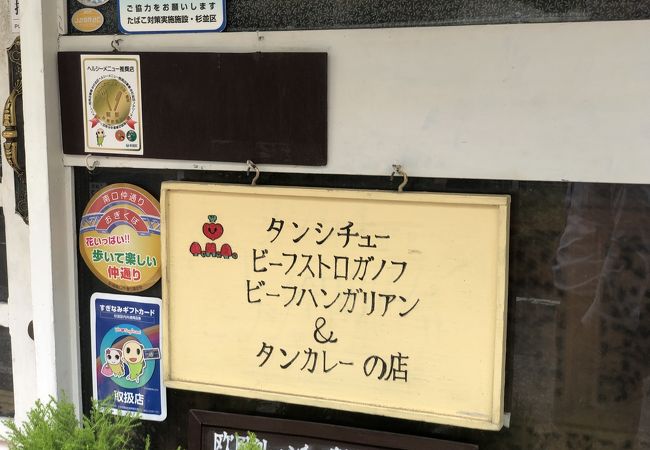 ご協力をお願いします
たばこ対策実施施設・杉並区
ヘルシーメニュー推奨店
南口仲通り
おぎくぼ
花いっぱい!!
歩いて楽しい
仲通り
タンシチュー
ビーフストロガノフ
ビーフハンガリアン
&
タンカレーの店
すぎなみギフトカード
取扱店